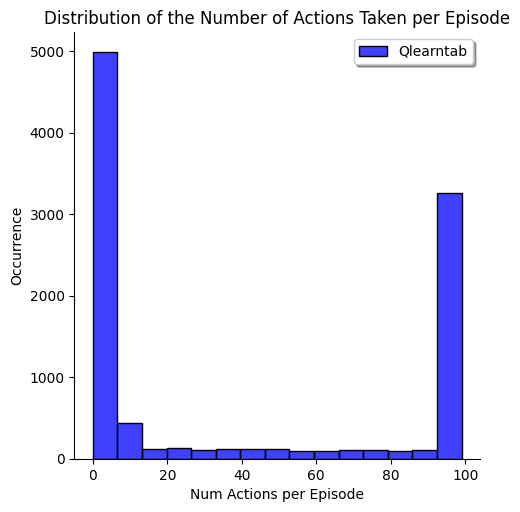 Distribution of the Number of Actions Taken per Episode
Qlearntab
5000
4000
3000
2000
1000
0
Occurrence
0 20 40 60 80 100
Num Actions per Episode